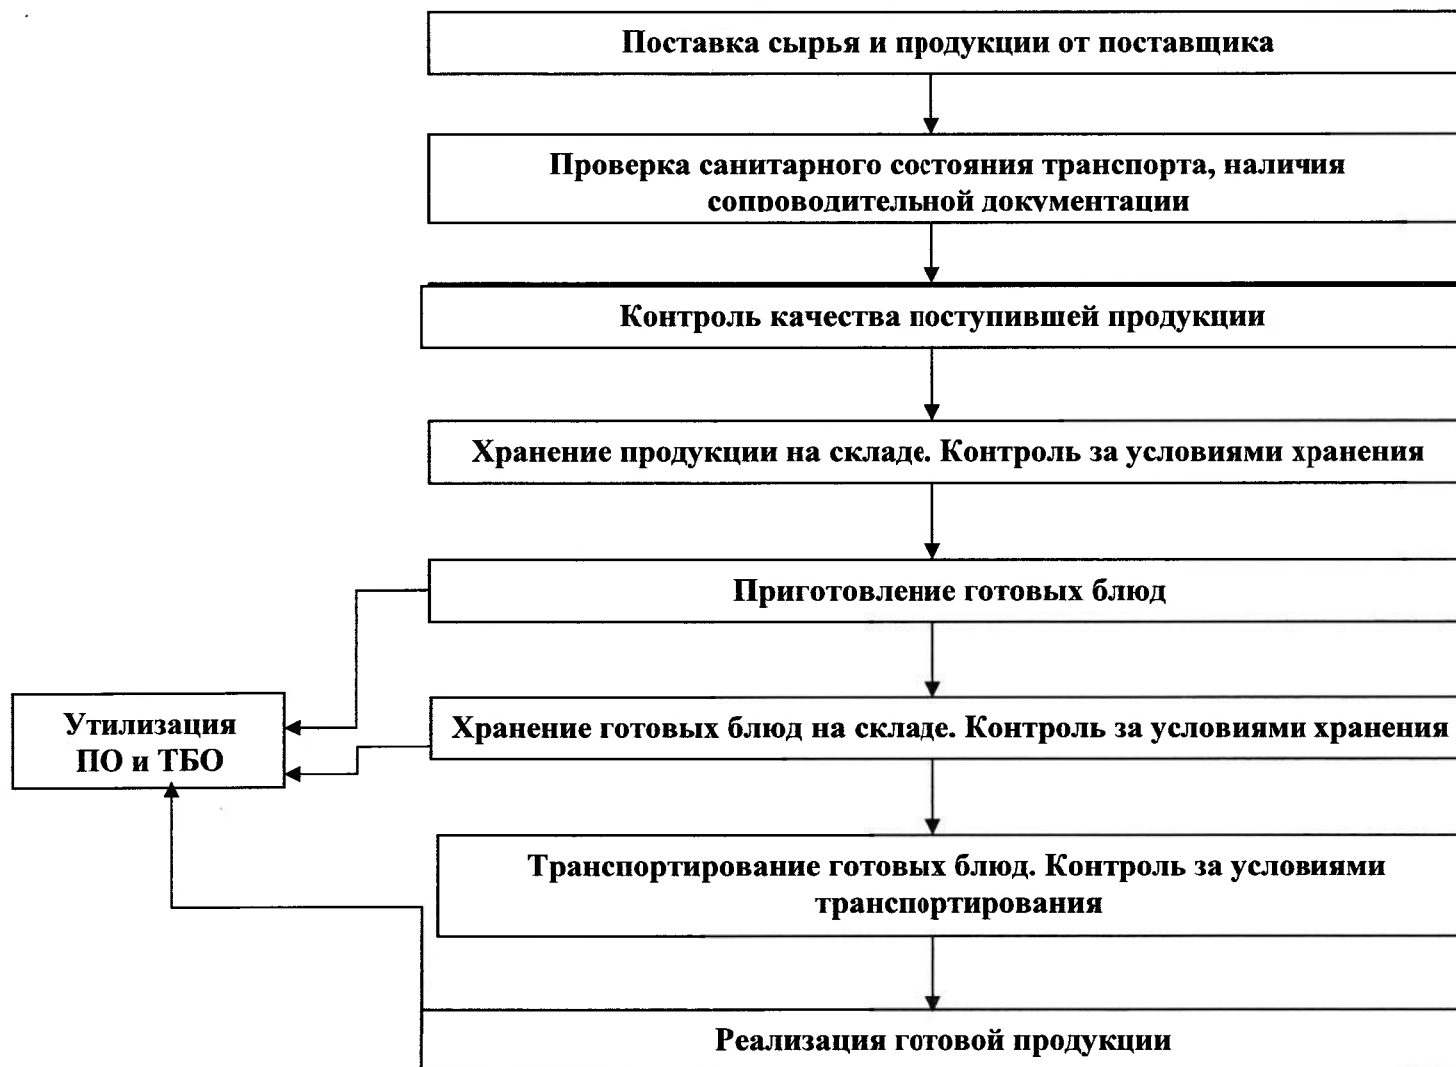 Поставка сырья и продукции от поставщика
Проверка санитарного состояния транспорта, наличия
сопроводительной документации
Контроль качества поступившей продукции
Хранение продукции на складе. Контроль за условиями хранения
Приготовление готовых блюд
Утилизация
ПО и ТБО
Хранение готовых блюд на складе. Контроль за условиями хранения
Транспортирование готовых блюд. Контроль за условиями
транспортирования
Реализация готовой продукции